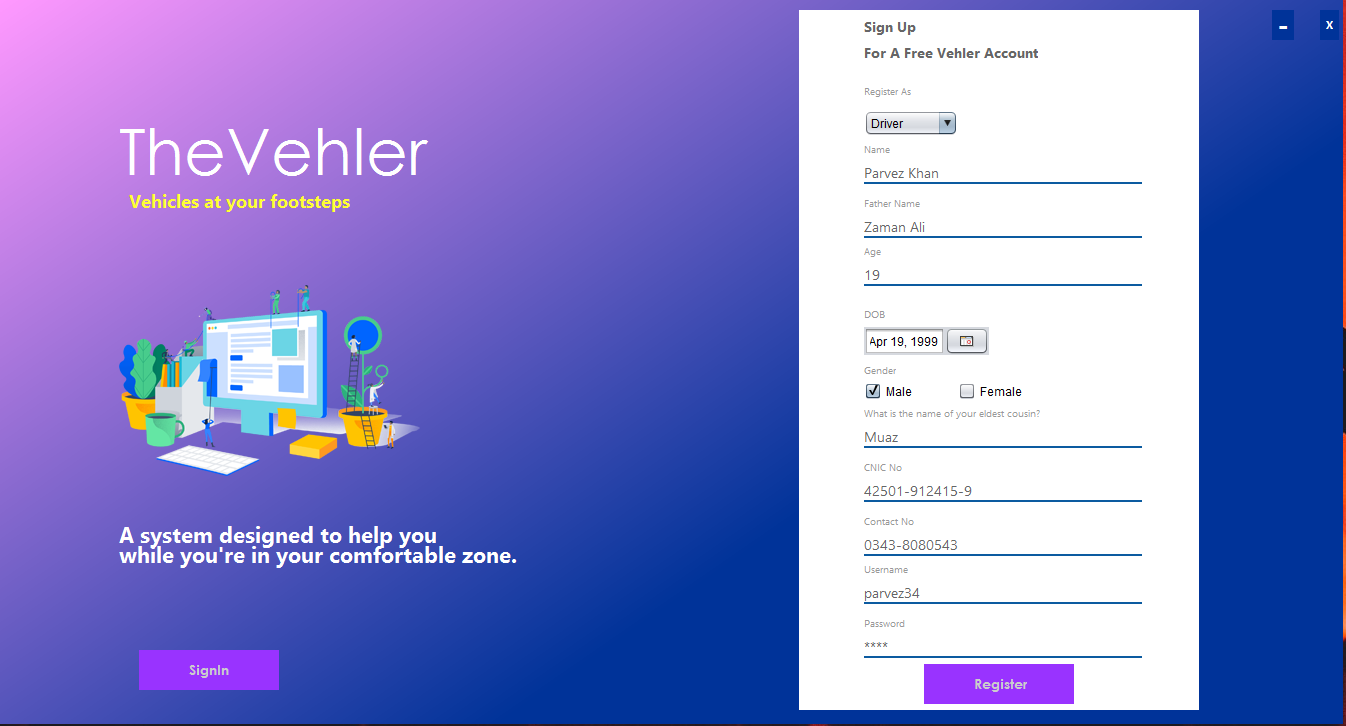 TheVehler
Vehicles at your footsteps
A system designed to help you
while you're in your comfortable zone.
SignIn
Sign Up
For A Free Vehler Account
Register As
Driver
Name
Parvez Khan
Father Name
Zaman Ali
Age
19
DOB
Apr 19, 1999
Gender
Male Female
What is the name of your eldest cousin?
Muaz
CNIC No
42501-912415-9
Contact No
0343-8080543
Username
parvez34
Password
****
Register
X